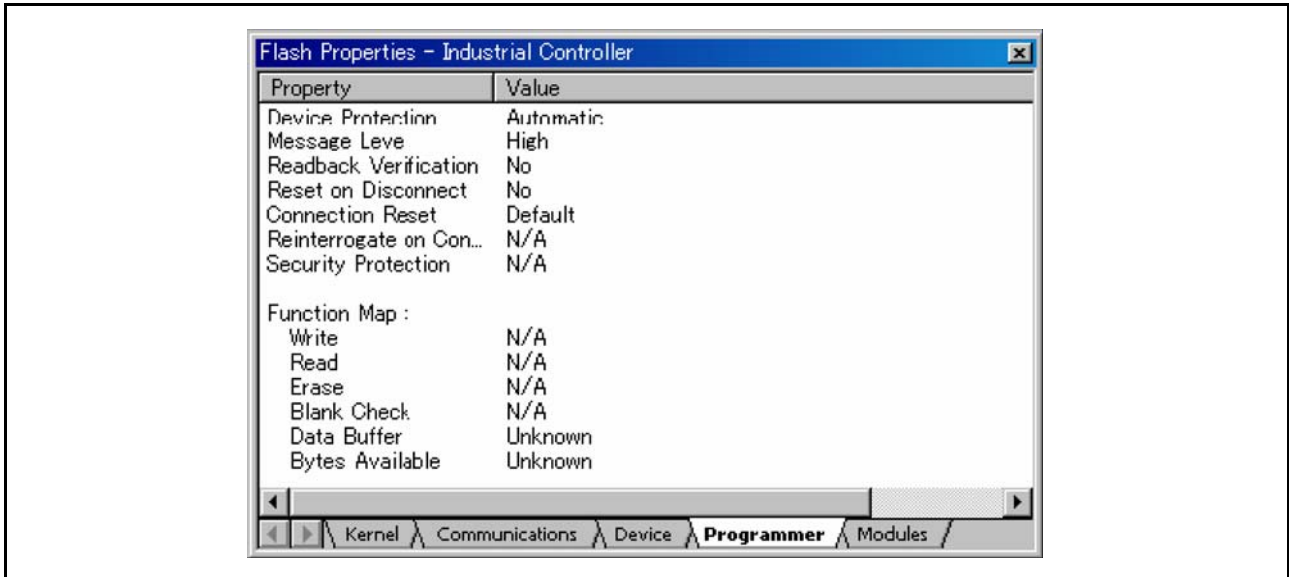 Flash Properties - Industrial Controller
Property Value
Device Protection Automatic
Message Leve High
Readback Verification No
Reset on Disconnect No
Connection Reset Default
Reinterrogate on Con... N/A
Security Protection N/A
Function Map :
Write N/A
Read N/A
Erase N/A
Blank Check N/A
Data Buffer Unknown
Bytes Available Unknown
Kernel Communications Device Programmer Modules